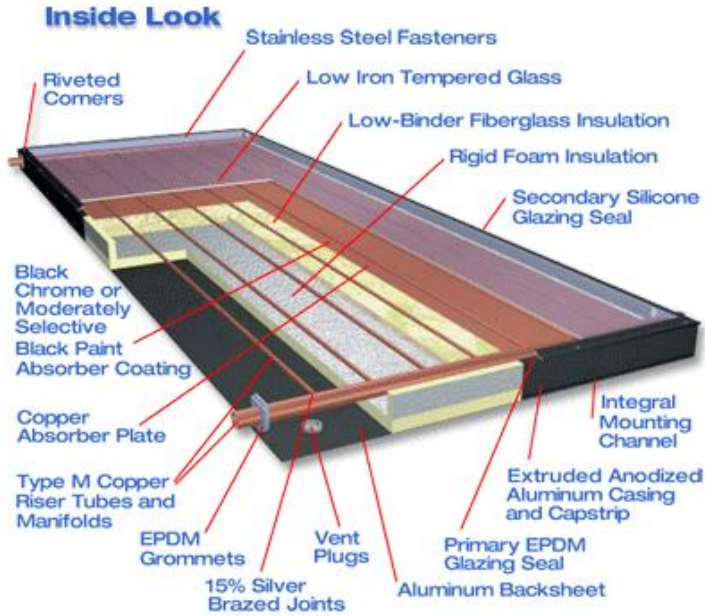 Inside Look
Stainless Steel Fasteners
Riveted
Corners
Low Iron Tempered Glass
Low-Binder Fiberglass Insulation
Rigid Foam Insulation
Secondary Silicone
Glazing Seal
Black
Chrome or
Moderately
Selective
Black Paint
Absorber Coating
Copper
Absorber Plate
Type M Copper
Riser Tubes and
Manifolds
EPDM
Grommets
15% Silver
Brazed Joints
Vent
Plugs
Aluminum Backsheet
Primary EPDM
Glazing Seal
Extruded Anodized
Aluminum Casing
and Capstrip
Integral
Mounting
Channel